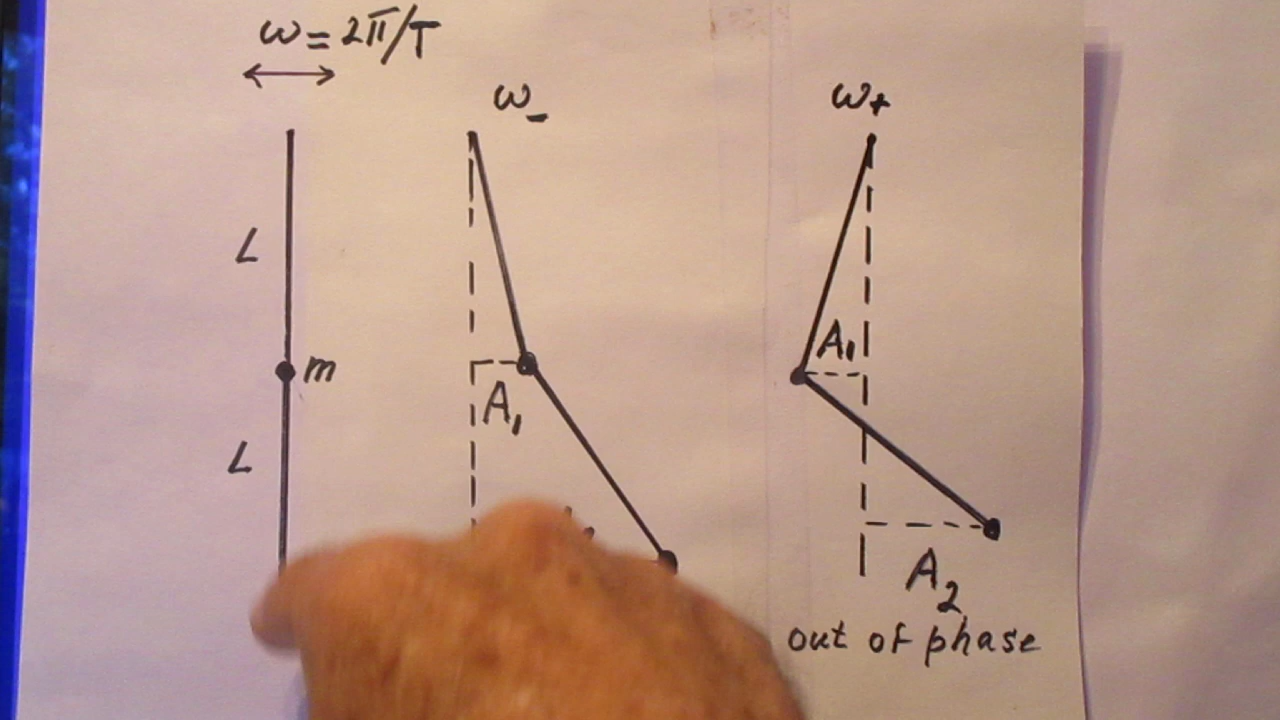 ω = 2π/T
ω₋
ω₊
L
m
A₁
A₁
L
A₂
out of phase